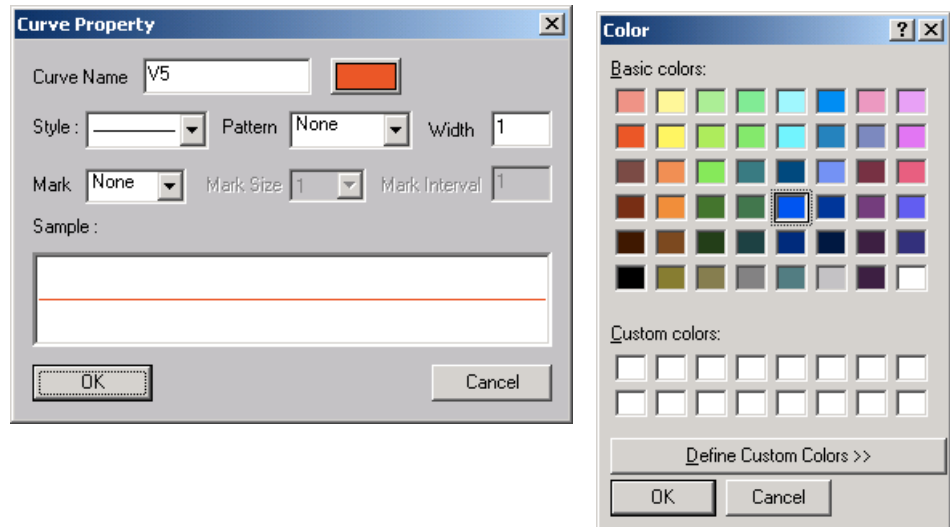 Curve Property
Curve Name V5
Style : Pattern None Width 1
Mark None Mark Size 1 Mark Interval 1
Sample :
OK Cancel
Color ?
Basic colors:
Custom colors:
Define Custom Colors >>
OK Cancel